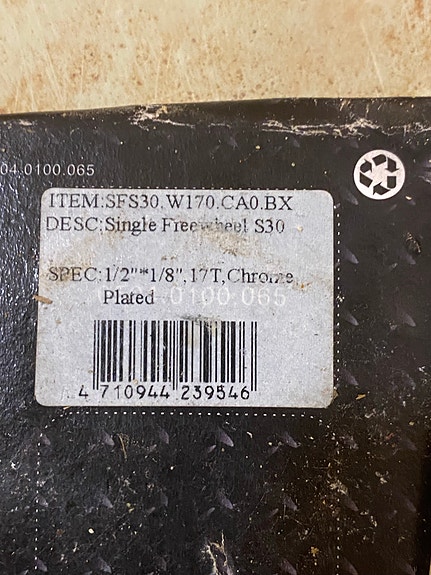 04.0100.065
ITEM:SFS30.W170.CA0.BX
DESC:Single Freewheel S30
SPEC:1/2"*1/8",17T,Chrome
Plated
0100.065
4 710944 239546